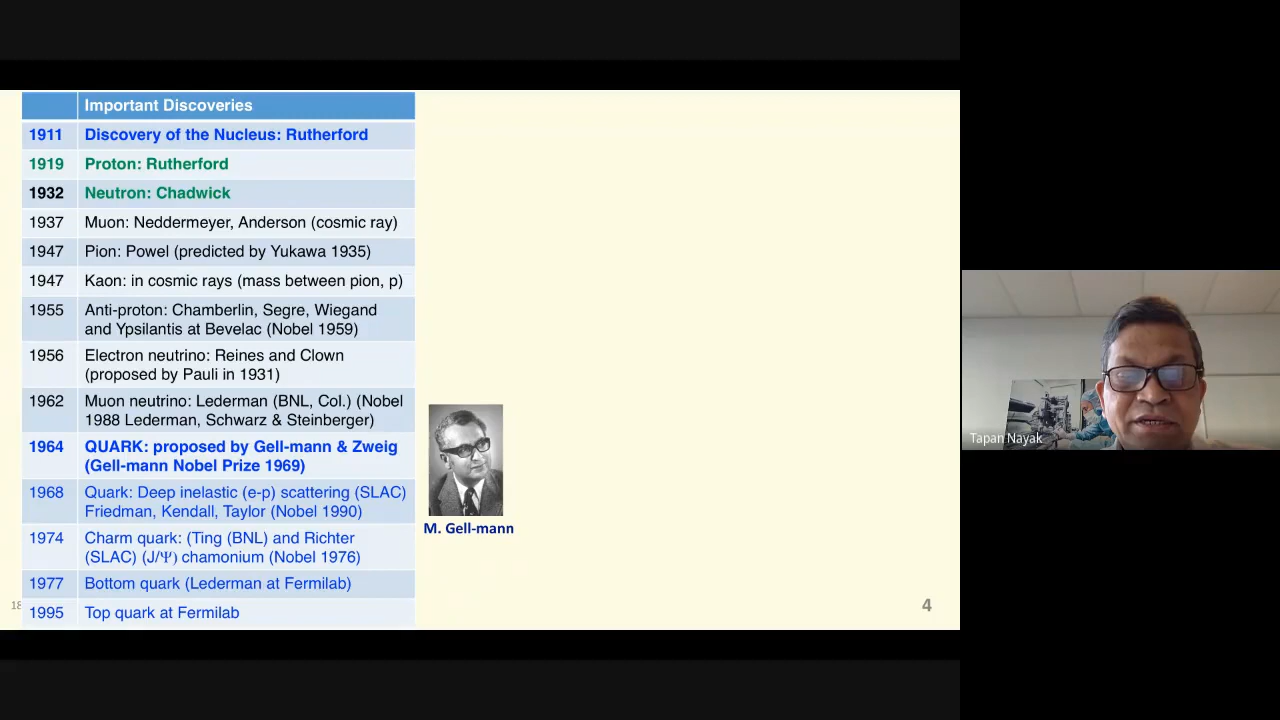 Important Discoveries
1911 Discovery of the Nucleus: Rutherford
1919 Proton: Rutherford
1932 Neutron: Chadwick
1937 Muon: Neddermeyer, Anderson (cosmic ray)
1947 Pion: Powel (predicted by Yukawa 1935)
1947 Kaon: in cosmic rays (mass between pion, p)
1955 Anti-proton: Chamberlin, Segre, Wiegand
and Ypsilantis at Bevelac (Nobel 1959)
1956 Electron neutrino: Reines and Clown
(proposed by Pauli in 1931)
1962 Muon neutrino: Lederman (BNL, Col.) (Nobel
1988 Lederman, Schwarz & Steinberger)
1964 QUARK: proposed by Gell-mann & Zweig
(Gell-mann Nobel Prize 1969)
1968 Quark: Deep inelastic (e-p) scattering (SLAC)
Friedman, Kendall, Taylor (Nobel 1990)
1974 Charm quark: (Ting (BNL) and Richter
(SLAC) (J/Ψ) chamonium (Nobel 1976)
1977 Bottom quark (Lederman at Fermilab)
1995 Top quark at Fermilab
M. Gell-mann
4
Tapan Nayak